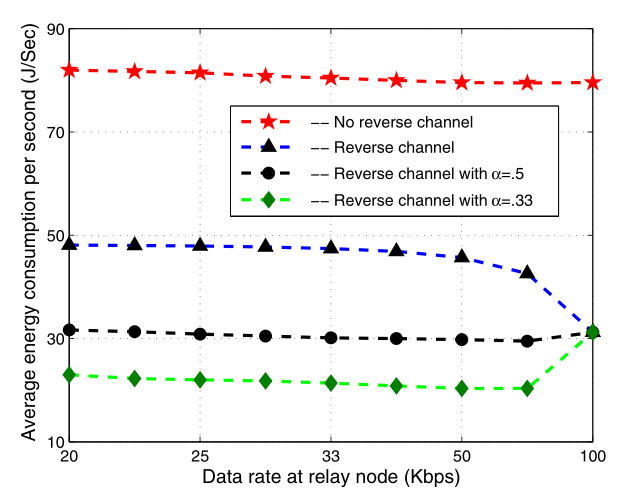 Average energy consumption per second (J/Sec)
90
70
50
30
10
−− No reverse channel
−− Reverse channel
−− Reverse channel with α=.5
−− Reverse channel with α=.33
20 25 33 50 100
Data rate at relay node (Kbps)